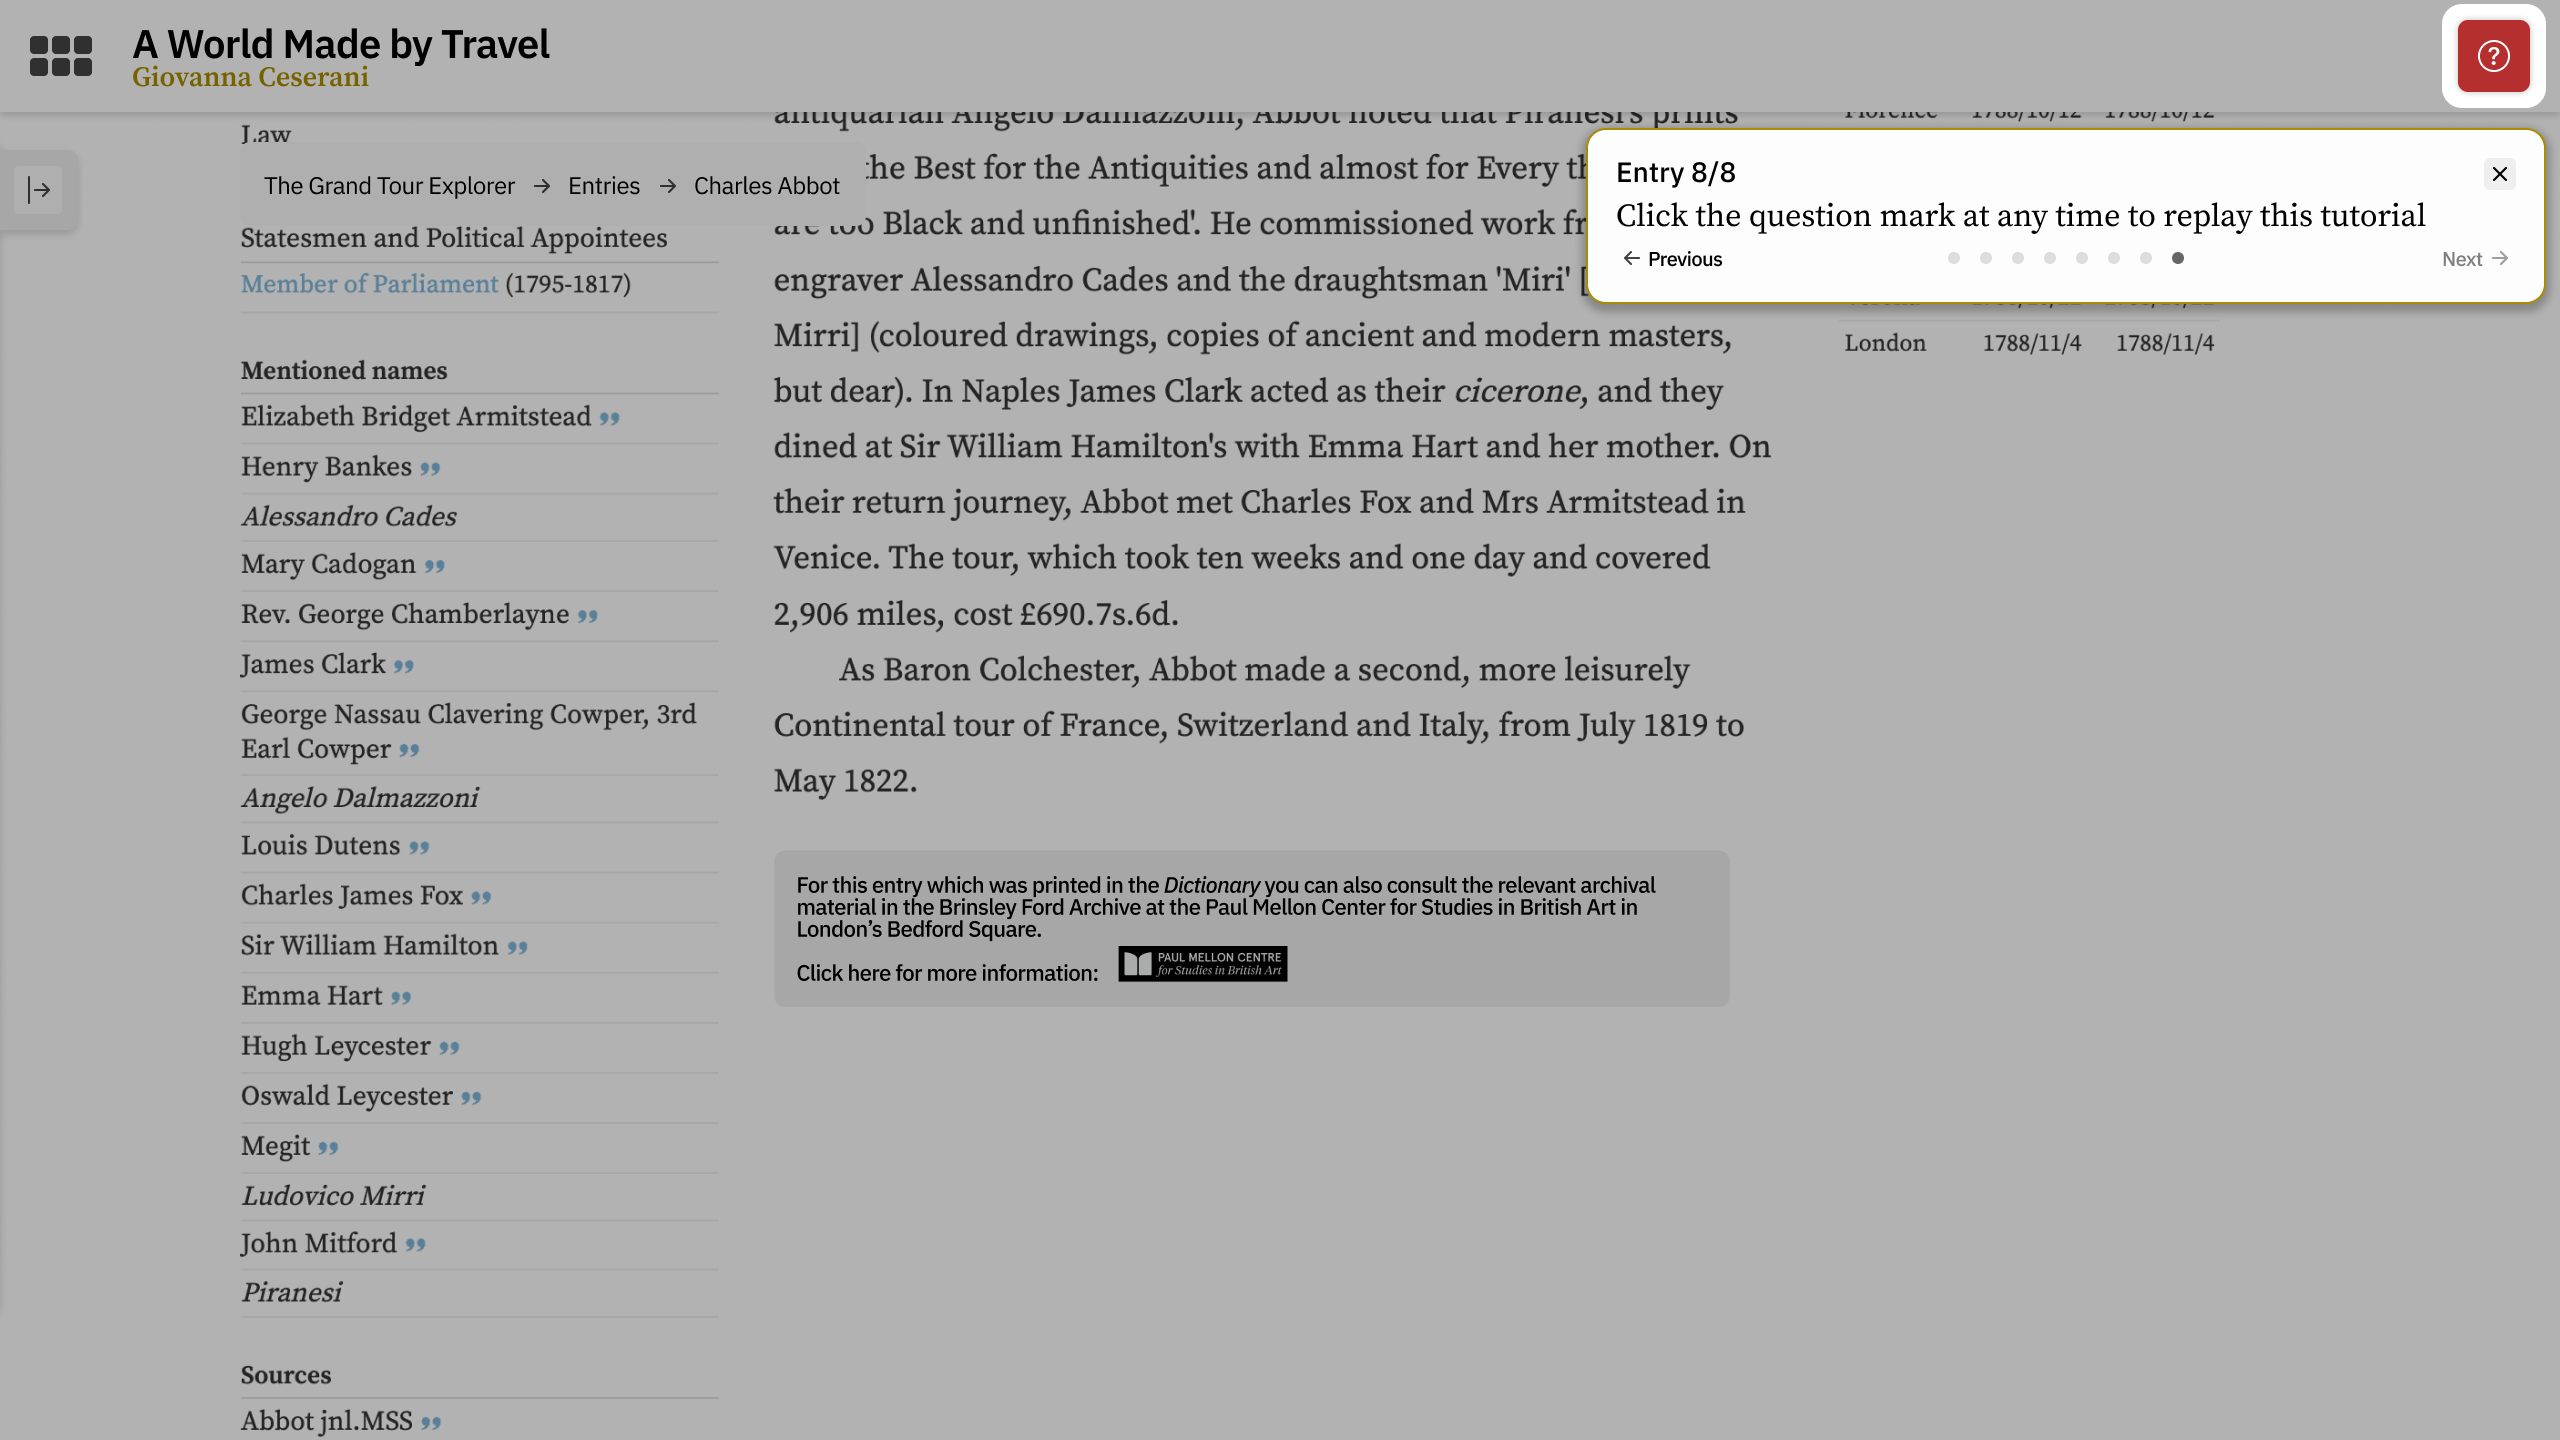 A World Made by Travel
Giovanna Ceserani
Law
The Grand Tour Explorer → Entries → Charles Abbot
Statesmen and Political Appointees
Member of Parliament (1795-1817)
Mentioned names
Elizabeth Bridget Armitstead ”
Henry Bankes ”
Alessandro Cades
Mary Cadogan ”
Rev. George Chamberlayne ”
James Clark ”
George Nassau Clavering Cowper, 3rd
Earl Cowper ”
Angelo Dalmazzoni
Louis Dutens ”
Charles James Fox ”
Sir William Hamilton ”
Emma Hart ”
Hugh Leycester ”
Oswald Leycester ”
Megit ”
Ludovico Mirri
John Mitford ”
Piranesi
Sources
Abbot jnl.MSS ”
antiquarian Angelo Dalmazzoni, Abbot noted that Piranesi's prints
the Best for the Antiquities and almost for Every
are too Black and unfinished'. He commissioned work
engraver Alessandro Cades and the draughtsman 'Miri' [
Mirri] (coloured drawings, copies of ancient and modern masters,
but dear). In Naples James Clark acted as their cicerone, and they
dined at Sir William Hamilton's with Emma Hart and her mother. On
their return journey, Abbot met Charles Fox and Mrs Armitstead in
Venice. The tour, which took ten weeks and one day and covered
2,906 miles, cost £690.7s.6d.
As Baron Colchester, Abbot made a second, more leisurely
Continental tour of France, Switzerland and Italy, from July 1819 to
May 1822.
For this entry which was printed in the Dictionary you can also consult the relevant archival
material in the Brinsley Ford Archive at the Paul Mellon Center for Studies in British Art in
London’s Bedford Square.
Click here for more information:
PAUL MELLON CENTRE
for Studies in British Art
Florence 1788/10/12 1788/10/12
Entry 8/8
Click the question mark at any time to replay this tutorial
← Previous
Next →
London 1788/11/4 1788/11/4